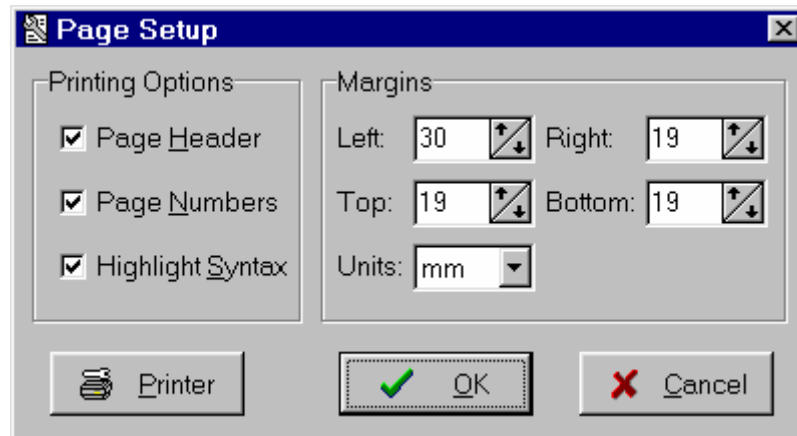 Page Setup
Printing Options
Page Header
Page Numbers
Highlight Syntax
Margins
Left: 30 Right: 19
Top: 19 Bottom: 19
Units: mm
Printer OK Cancel